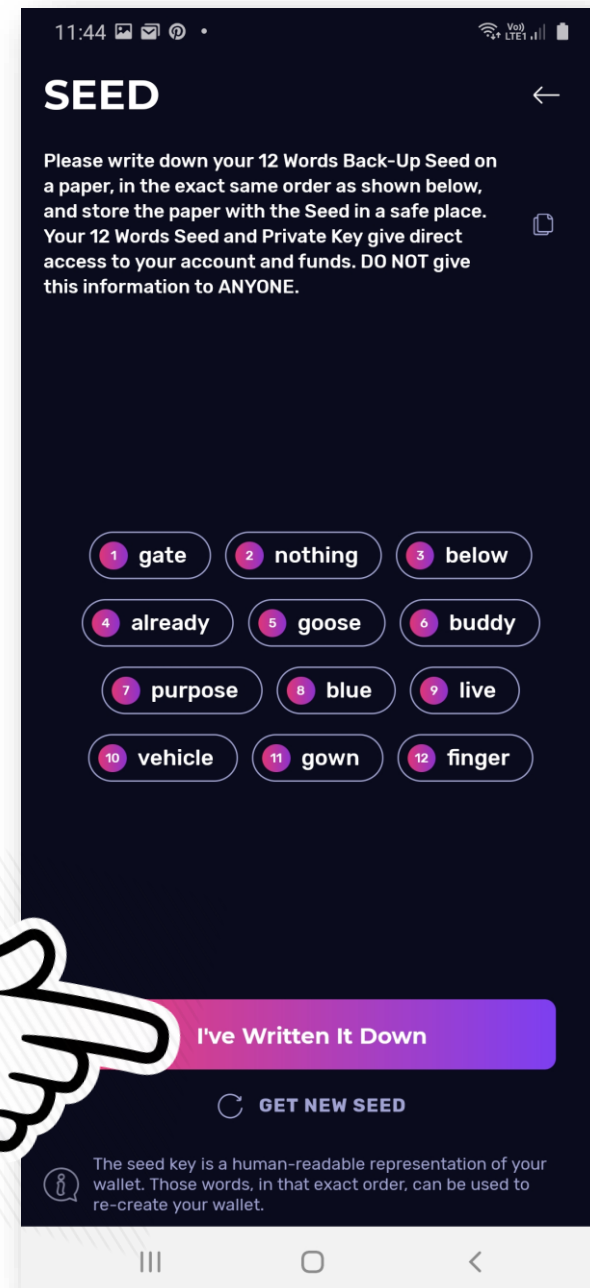 11:44
Vo))
LTE1
SEED
Please write down your 12 Words Back-Up Seed on
a paper, in the exact same order as shown below,
and store the paper with the Seed in a safe place.
Your 12 Words Seed and Private Key give direct
access to your account and funds. DO NOT give
this information to ANYONE.
1 gate 2 nothing 3 below
4 already 5 goose 6 buddy
7 purpose 8 blue 9 live
10 vehicle 11 gown 12 finger
I've Written It Down
GET NEW SEED
The seed key is a human-readable representation of your
wallet. Those words, in that exact order, can be used to
re-create your wallet.